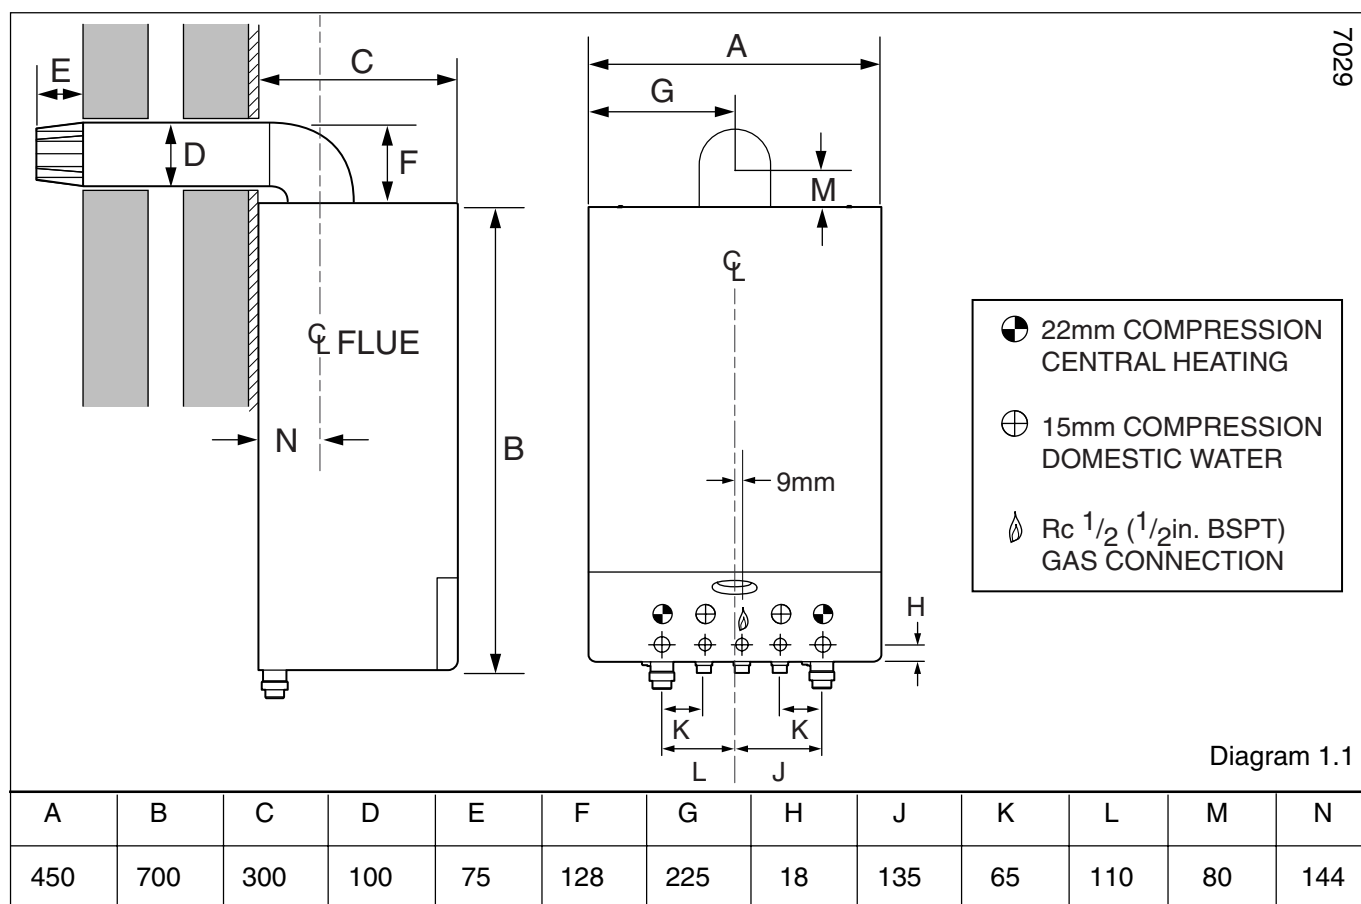 7029
A
C
E
G
D
F
M
℄
℄ FLUE
22mm COMPRESSION
CENTRAL HEATING
15mm COMPRESSION
DOMESTIC WATER
Rc 1/2 (1/2in. BSPT)
GAS CONNECTION
N
B
9mm
H
K
K
L
J
Diagram 1.1
A B C D E F G H J K L M N
450 700 300 100 75 128 225 18 135 65 110 80 144